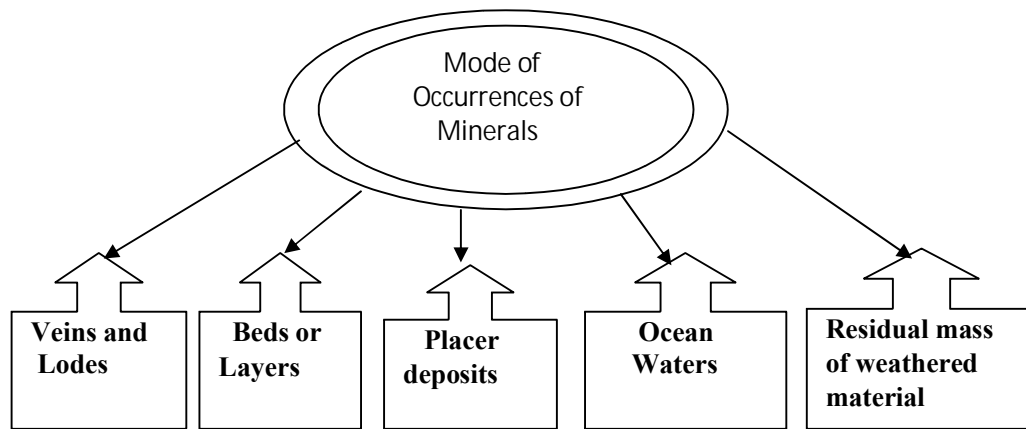 Mode of
Occurrences of
Minerals
Veins and
Lodes
Beds or
Layers
Placer
deposits
Ocean
Waters
Residual mass
of weathered
material